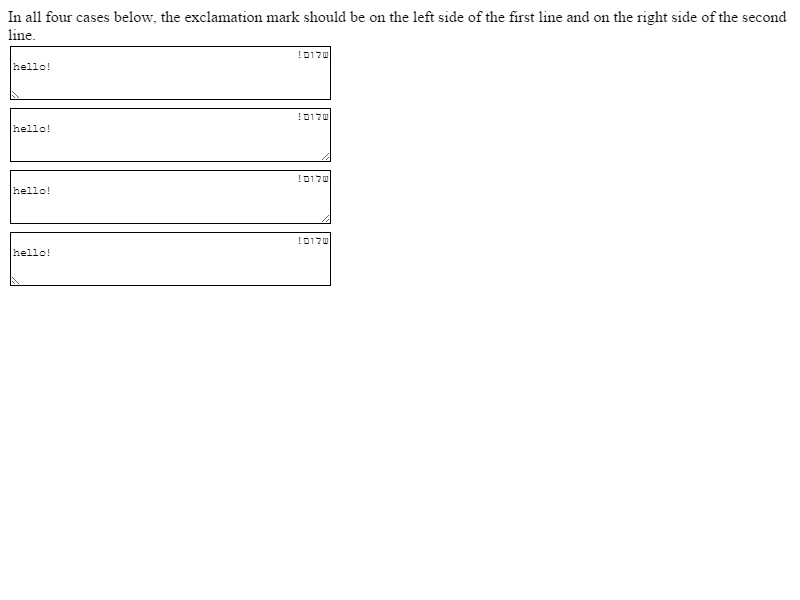 In all four cases below, the exclamation mark should be on the left side of the first line and on the right side of the second
line.
שלום!
hello!
שלום!
hello!
שלום!
hello!
שלום!
hello!